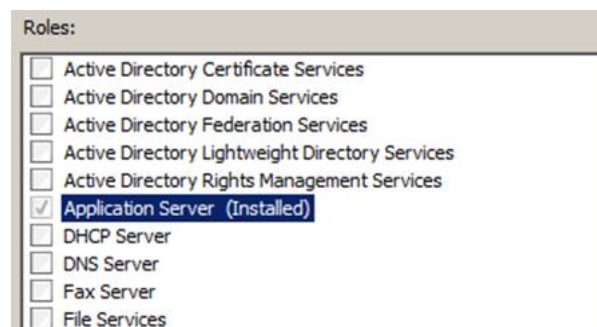 Roles:
Active Directory Certificate Services
Active Directory Domain Services
Active Directory Federation Services
Active Directory Lightweight Directory Services
Active Directory Rights Management Services
Application Server (Installed)
DHCP Server
DNS Server
Fax Server
File Services